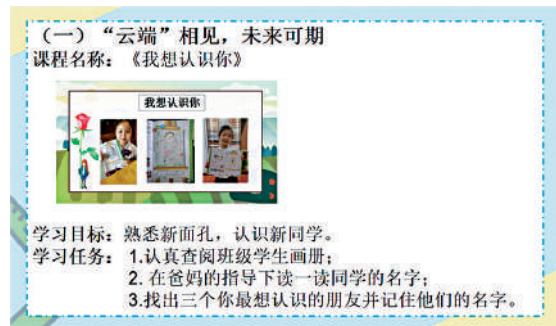 （一）“云端”相见，未来可期
课程名称：《我想认识你》
我想认识你
学习目标：熟悉新面孔，认识新同学。
学习任务： 1.认真查阅班级学生画册；
2. 在爸妈的指导下读一读同学的名字；
3.找出三个你最想认识的朋友并记住他们的名字。